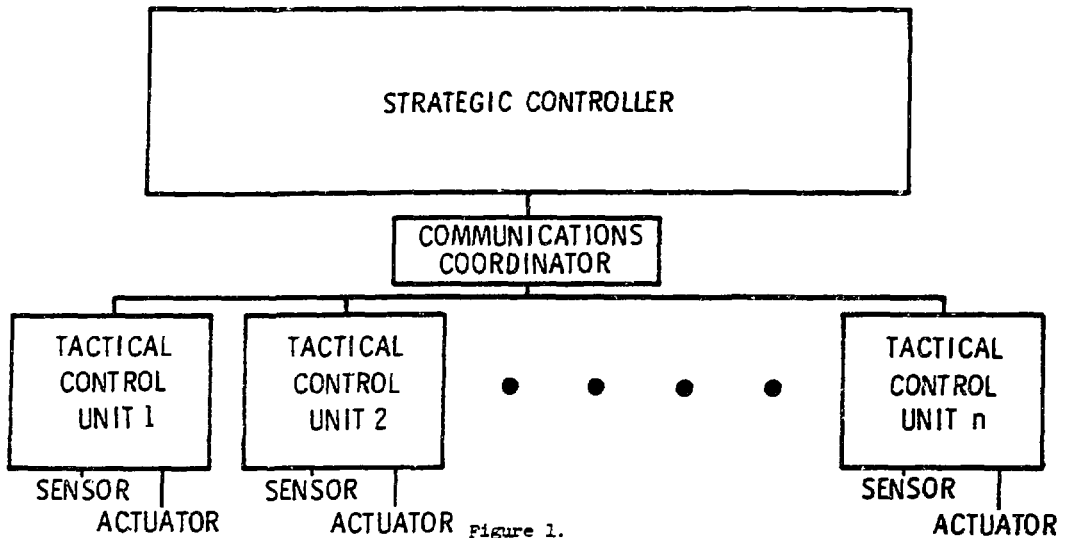 STRATEGIC CONTROLLER
COMMUNICATIONS
COORDINATOR
TACTICAL
CONTROL
UNIT 1
TACTICAL
CONTROL
UNIT 2
TACTICAL
CONTROL
UNIT n
SENSOR
ACTUATOR
SENSOR
ACTUATOR
SENSOR
ACTUATOR
Figure 1.